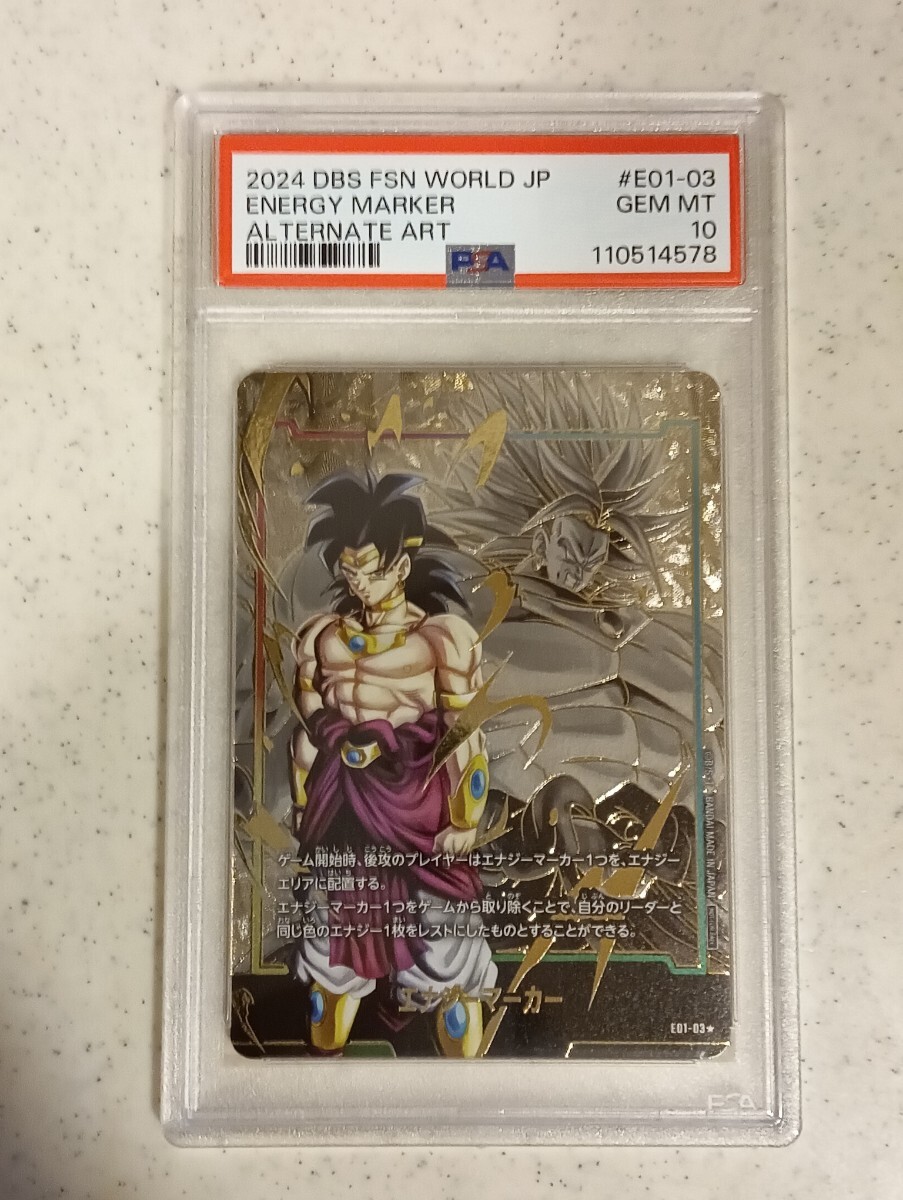 2024 DBS FSN WORLD JP #E01-03
ENERGY MARKER GEM MT
ALTERNATE ART 10
PSA 110514578
ゲーム開始時、後攻のプレイヤーはエナジーマーカー1つを、エナジー
エリアに配置する。
エナジーマーカー1つをゲームから取り除くことで、自分のリーダーと
同じ色のエナジー1枚をレストにしたものとすることができる。
エナジーマーカー
E01-03★
BANDAI MADE IN JAPAN
PSA